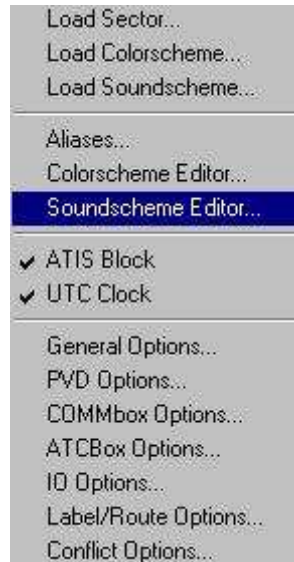 Load Sector...
Load Colorscheme...
Load Soundscheme...
Aliases...
Colorscheme Editor...
Soundscheme Editor...
ATIS Block
UTC Clock
General Options...
PVD Options...
COMMbox Options...
ATCBox Options...
IO Options...
Label/Route Options...
Conflict Options...